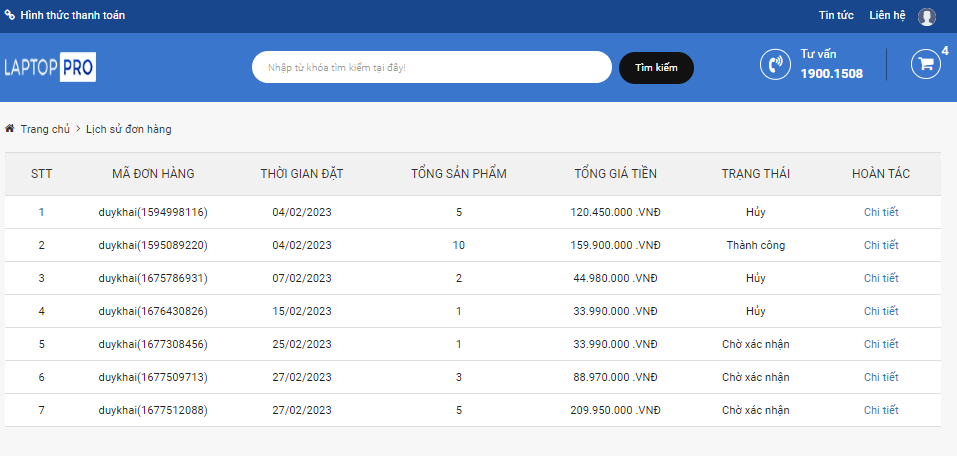 Hình thức thanh toán Tin tức Liên hệ
LAPTOP PRO Nhập từ khóa tìm kiếm tại đây! Tìm kiếm Tư vấn 1900.1508 4
Trang chủ > Lịch sử đơn hàng
STT MÃ ĐƠN HÀNG THỜI GIAN ĐẶT TỔNG SẢN PHẨM TỔNG GIÁ TIỀN TRẠNG THÁI HOÀN TÁC
1 duykhai(1594998116) 04/02/2023 5 120.450.000 .VNĐ Hủy Chi tiết
2 duykhai(1595089220) 04/02/2023 10 159.900.000 .VNĐ Thành công Chi tiết
3 duykhai(1675786931) 07/02/2023 2 44.980.000 .VNĐ Hủy Chi tiết
4 duykhai(1676430826) 15/02/2023 1 33.990.000 .VNĐ Hủy Chi tiết
5 duykhai(1677308456) 25/02/2023 1 33.990.000 .VNĐ Chờ xác nhận Chi tiết
6 duykhai(1677509713) 27/02/2023 3 88.970.000 .VNĐ Chờ xác nhận Chi tiết
7 duykhai(1677512088) 27/02/2023 5 209.950.000 .VNĐ Chờ xác nhận Chi tiết